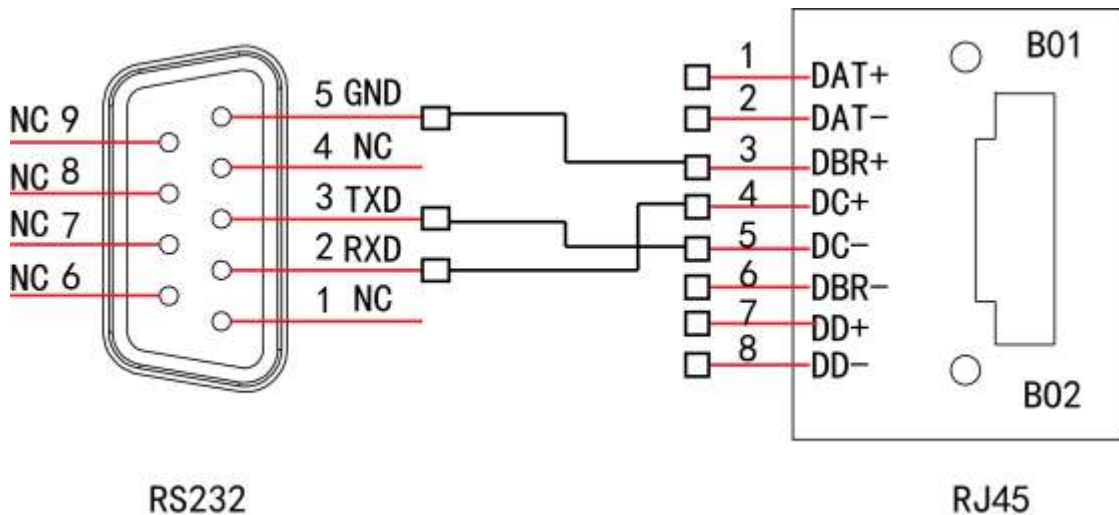 NC 9
NC 8
NC 7
NC 6
5 GND
4 NC
3 TXD
2 RXD
1 NC
1 DAT+
2 DAT-
3 DBR+
4 DC+
5 DC-
6 DBR-
7 DD+
8 DD-
B01
B02
RS232
RJ45